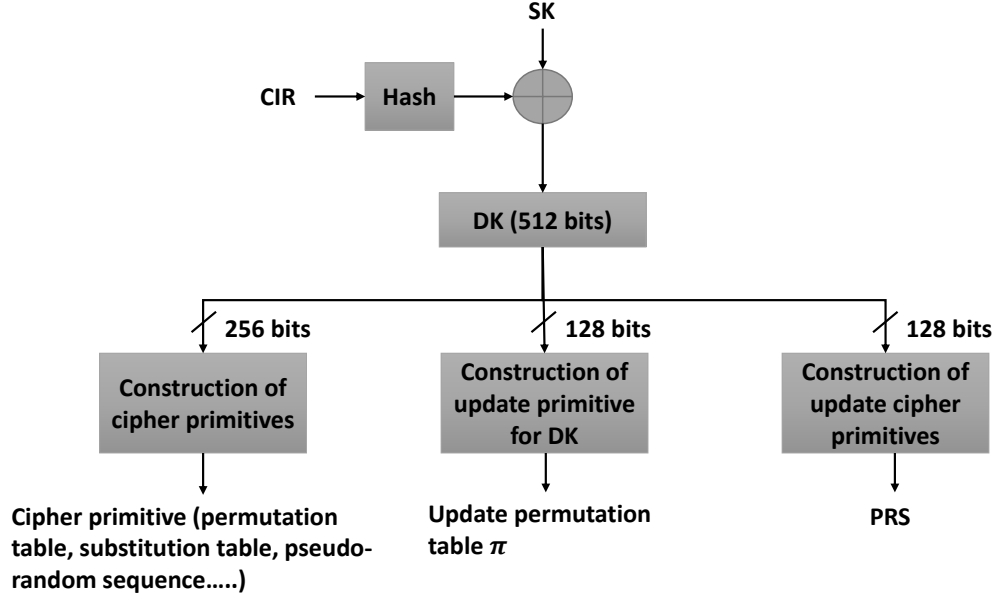 SK
CIR
Hash
DK (512 bits)
256 bits
128 bits
128 bits
Construction of
cipher primitives
Construction of
update primitive
for DK
Construction of
update cipher
primitives
Cipher primitive (permutation
table, substitution table, pseudo-
random sequence…..)
Update permutation
table π
PRS